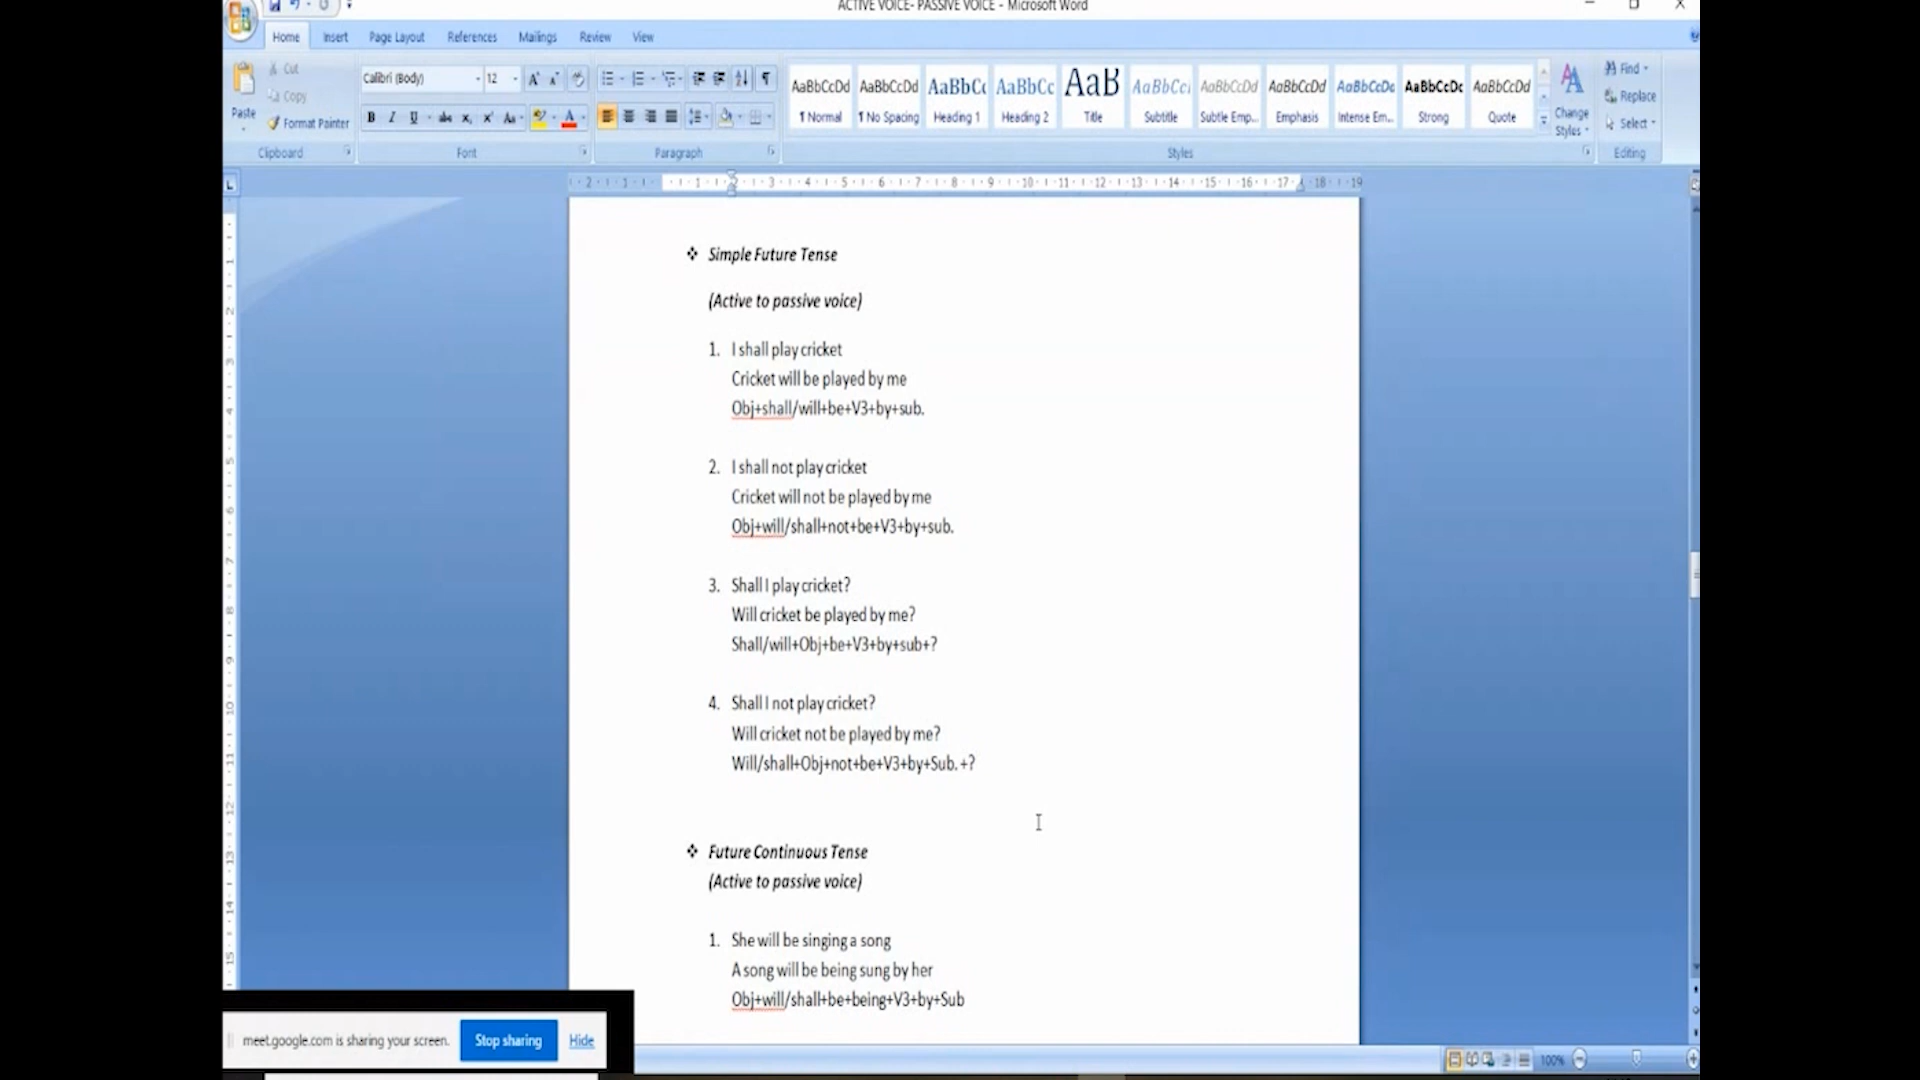 ACTIVE VOICE- PASSIVE VOICE - Microsoft Word
Home Insert Page Layout References Mailings Review View
Cut
Copy
Format Painter
Paste
Clipboard
Calibri (Body) 12
Font
Paragraph
AaBbCcDd AaBbCcDd AaBbCc AaBbCc AaB AaBbCcI AaBbCcDd AaBbCcDd AaBbCcDc AaBbCcDc AaBbCcDd
¶ Normal ¶ No Spacing Heading 1 Heading 2 Title Subtitle Subtle Emp... Emphasis Intense Em... Strong Quote
Change Styles
Styles
Find
Replace
Select
Editing
❖ Simple Future Tense
(Active to passive voice)
1. I shall play cricket
Cricket will be played by me
Obj+shall/will+be+V3+by+sub.
2. I shall not play cricket
Cricket will not be played by me
Obj+will/shall+not+be+V3+by+sub.
3. Shall I play cricket?
Will cricket be played by me?
Shall/will+Obj+be+V3+by+sub+?
4. Shall I not play cricket?
Will cricket not be played by me?
Will/shall+Obj+not+be+V3+by+Sub. +?
❖ Future Continuous Tense
(Active to passive voice)
1. She will be singing a song
A song will be being sung by her
Obj+will/shall+be+being+V3+by+Sub
meet.google.com is sharing your screen. Stop sharing Hide
100%